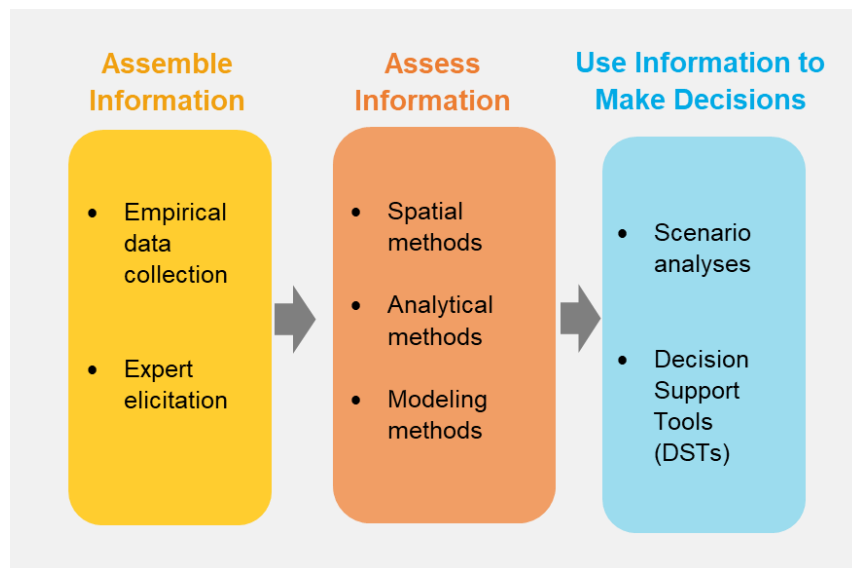 Assemble
Information
• Empirical
data
collection
• Expert
elicitation
Assess
Information
• Spatial
methods
• Analytical
methods
• Modeling
methods
Use Information to
Make Decisions
• Scenario
analyses
• Decision
Support
Tools
(DSTs)